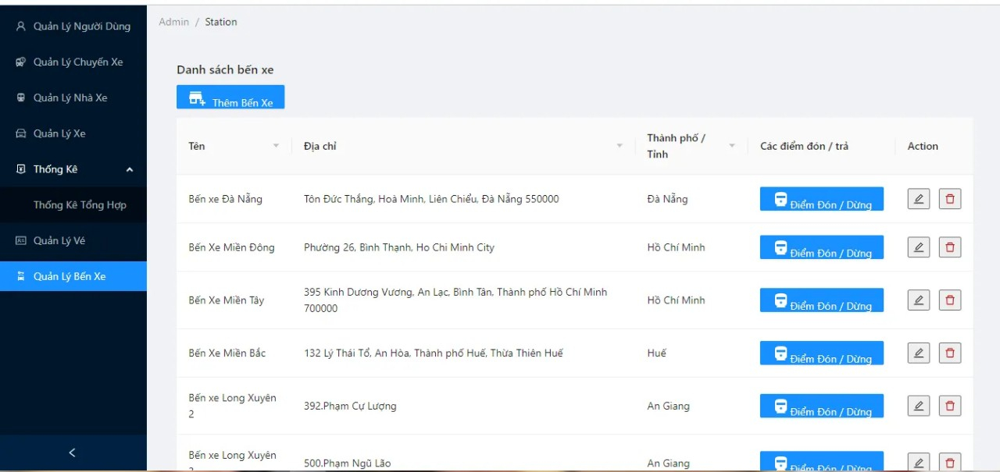 Quản Lý Người Dùng
Quản Lý Chuyến Xe
Quản Lý Nhà Xe
Quản Lý Xe
Thống Kê
Thống Kê Tổng Hợp
Quản Lý Vé
Quản Lý Bến Xe
Admin / Station
Danh sách bến xe
Thêm Bến Xe
Tên Địa chỉ Thành phố / Tỉnh Các điểm đón / trả Action
Bến xe Đà Nẵng Tôn Đức Thắng, Hoà Minh, Liên Chiểu, Đà Nẵng 550000 Đà Nẵng Điểm Đón / Dừng
Bến Xe Miền Đông Phường 26, Bình Thạnh, Ho Chi Minh City Hồ Chí Minh Điểm Đón / Dừng
Bến Xe Miền Tây 395 Kinh Dương Vương, An Lạc, Bình Tân, Thành phố Hồ Chí Minh 700000 Hồ Chí Minh Điểm Đón / Dừng
Bến Xe Miền Bắc 132 Lý Thái Tổ, An Hòa, Thành phố Huế, Thừa Thiên Huế Huế Điểm Đón / Dừng
Bến xe Long Xuyên 2 392.Phạm Cự Lượng An Giang Điểm Đón / Dừng
Bến xe Long Xuyên 500.Phạm Ngũ Lão An Giang Điểm Đón / Dừng